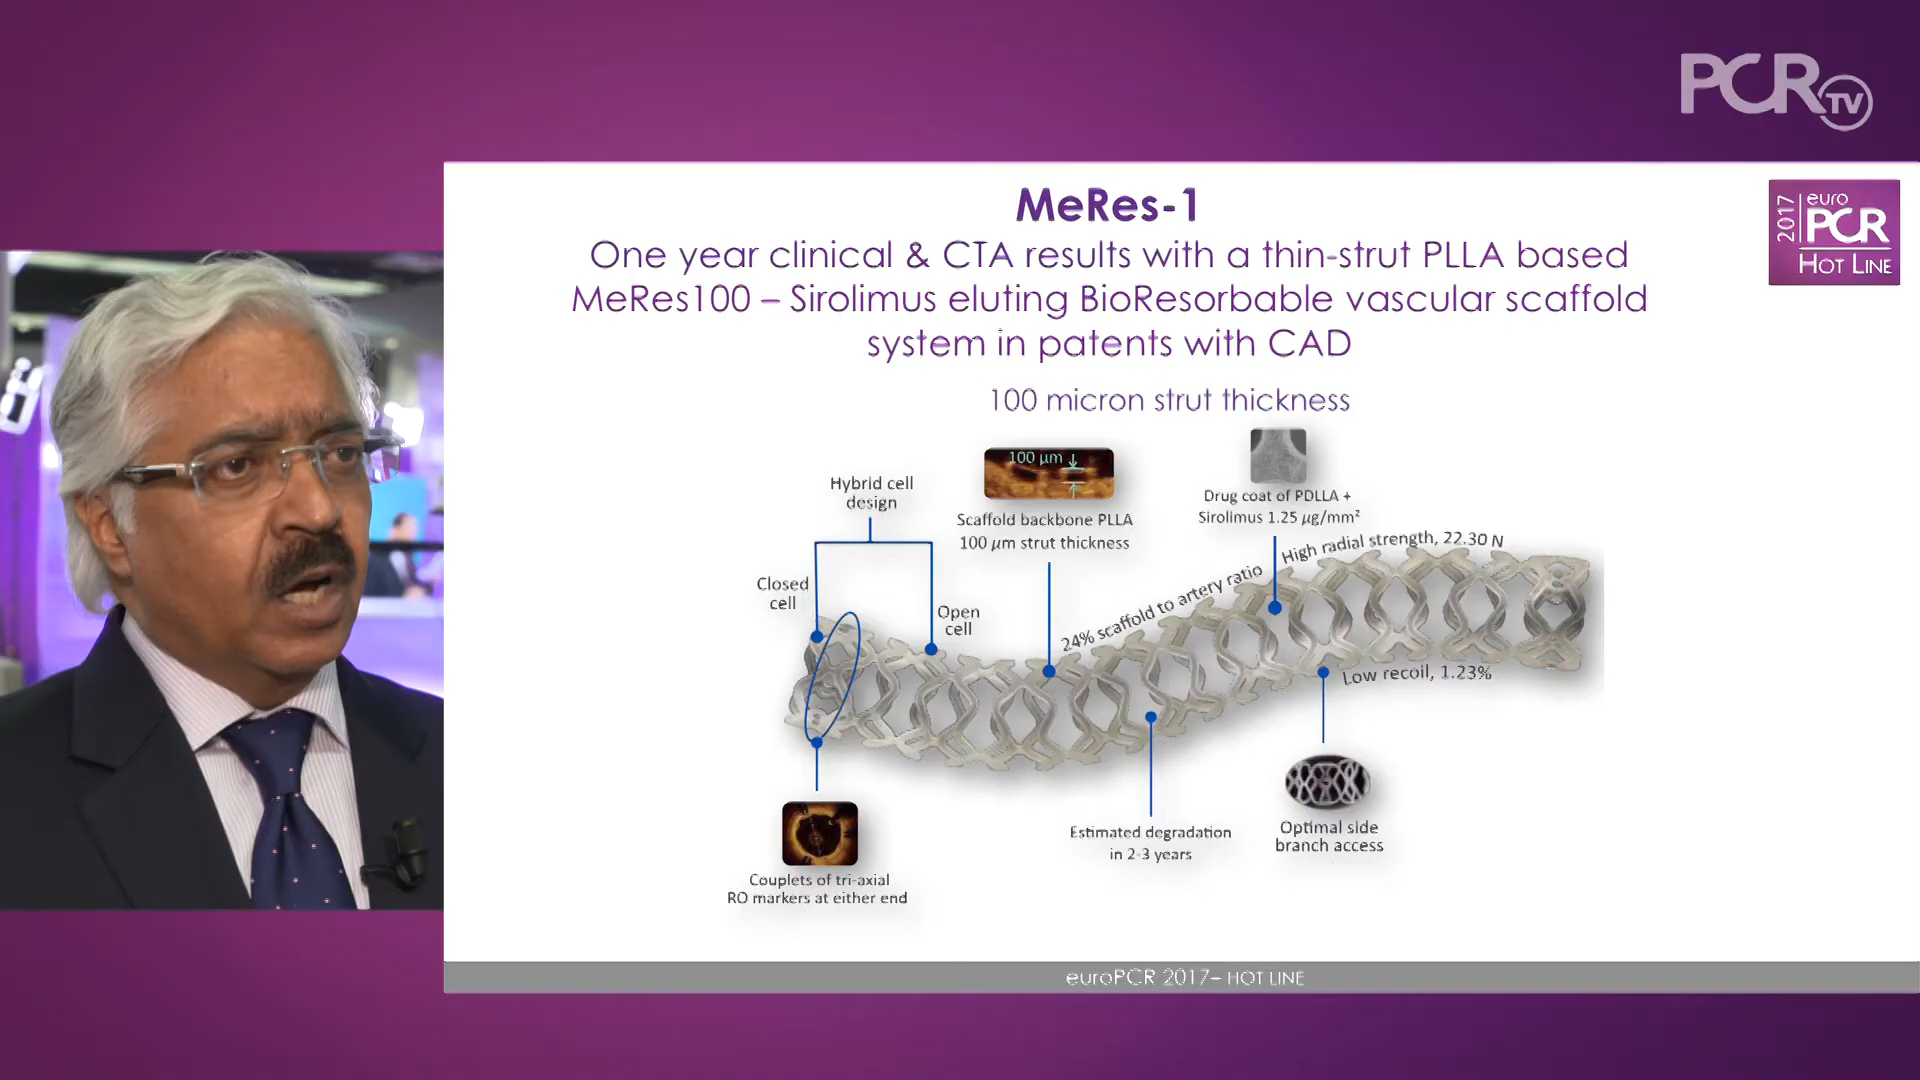 PCR TV
MeRes-1
One year clinical & CTA results with a thin-strut PLLA based
MeRes100 – Sirolimus eluting BioResorbable vascular scaffold
system in patents with CAD
2017 euro PCR HOT LINE
100 micron strut thickness
100 µm
Hybrid cell
design
Scaffold backbone PLLA
100 µm strut thickness
Drug coat of PDLLA +
Sirolimus 1.25 µg/mm²
High radial strength, 22.30 N
24% scaffold to artery ratio
Closed
cell
Open
cell
Low recoil, 1.23%
Estimated degradation
in 2-3 years
Optimal side
branch access
Couplets of tri-axial
RO markers at either end
euroPCR 2017– HOT LINE